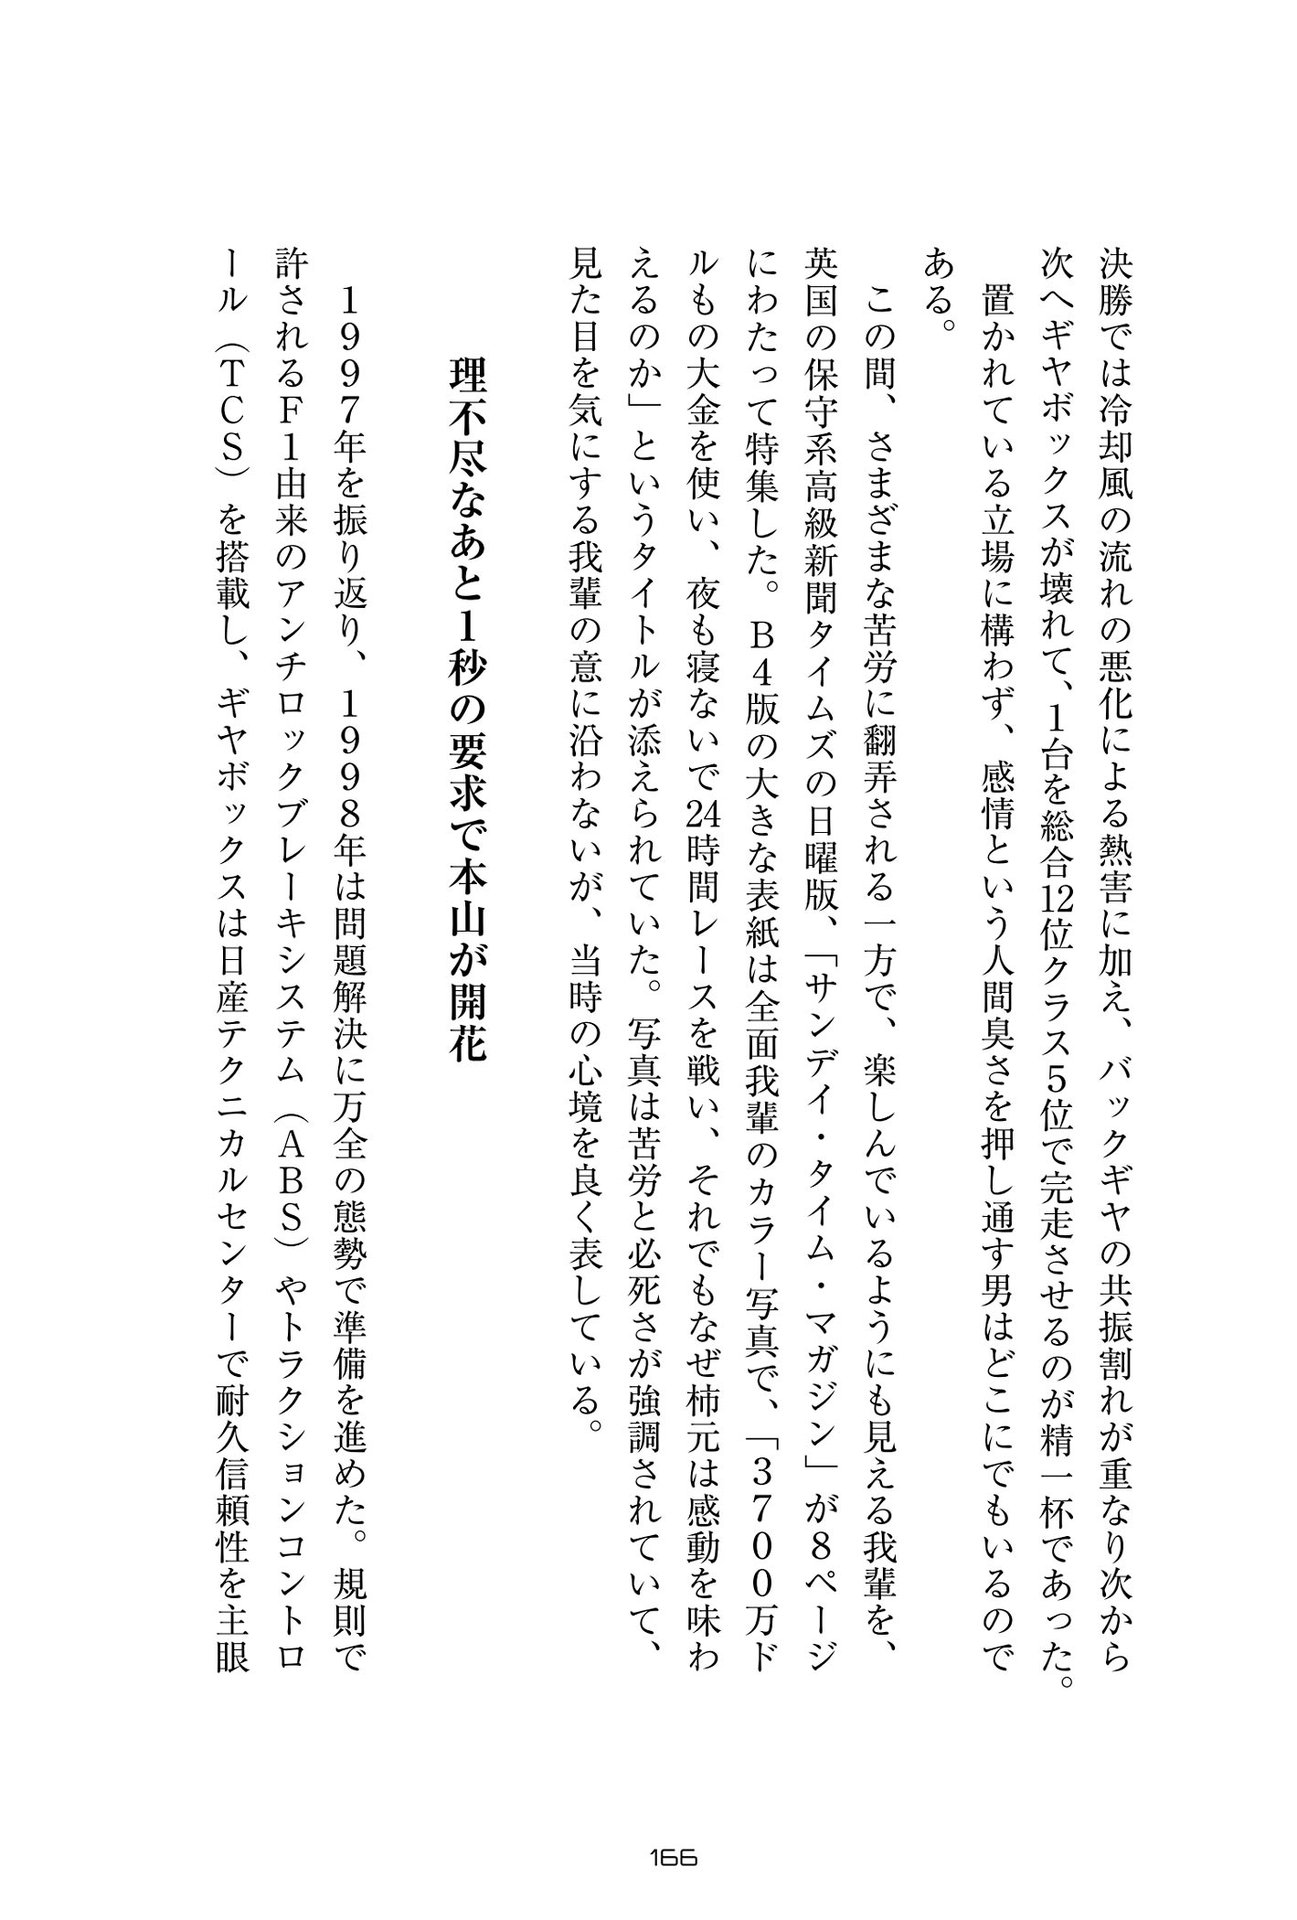 決勝では冷却風の流れの悪化による熱害に加え、バックギヤの共振割れが重なり次から
次へギヤボックスが壊れて、1台を総合12位クラス5位で完走させるのが精一杯であった。
置かれている立場に構わず、感情という人間臭さを押し通す男はどこにでもいるので
ある。
この間、さまざまな苦労に翻弄される一方で、楽しんでいるようにも見える我輩を、
英国の保守系高級新聞タイムズの日曜版、「サンデイ・タイム・マガジン」が8ページ
にわたって特集した。B4版の大きな表紙は全面我輩のカラー写真で、「3700万ド
ルもの大金を使い、夜も寝ないで24時間レースを戦い、それでもなぜ柿元は感動を味わ
えるのか」というタイトルが添えられていた。写真は苦労と必死さが強調されていて、
見た目を気にする我輩の意に沿わないが、当時の心境を良く表している。
理不尽なあと1秒の要求で本山が開花
1997年を振り返り、1998年は問題解決に万全の態勢で準備を進めた。規則で
許されるF1由来のアンチロックブレーキシステム（ABS）やトラクションコントロ
ール（TCS）を搭載し、ギヤボックスは日産テクニカルセンターで耐久信頼性を主眼
166